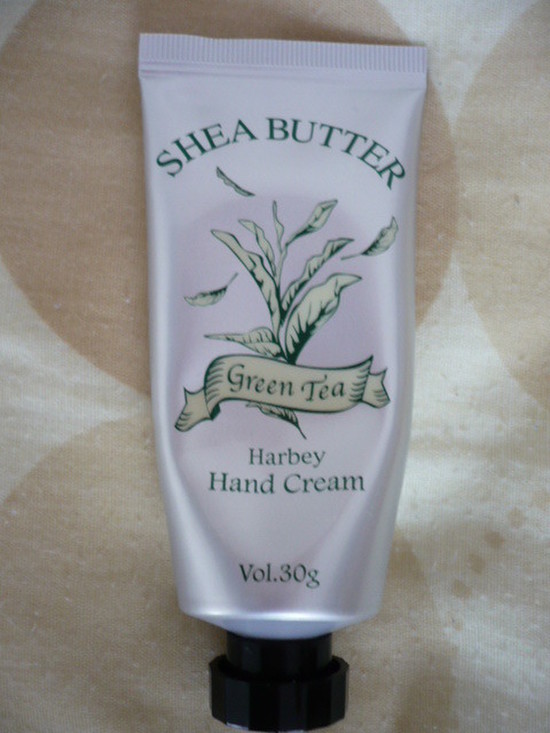 SHEA BUTTER
Green Tea
Harbey
Hand Cream
Vol.30g